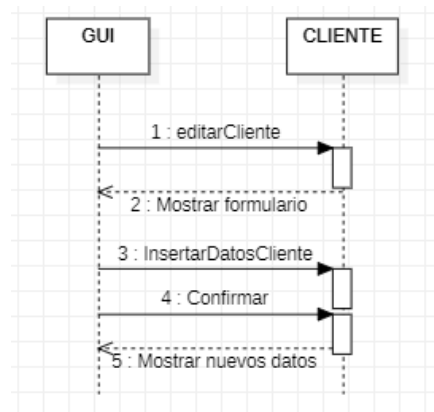 GUI
CLIENTE
1 : editarCliente
2 : Mostrar formulario
3 : InsertarDatosCliente
4 : Confirmar
5 : Mostrar nuevos datos